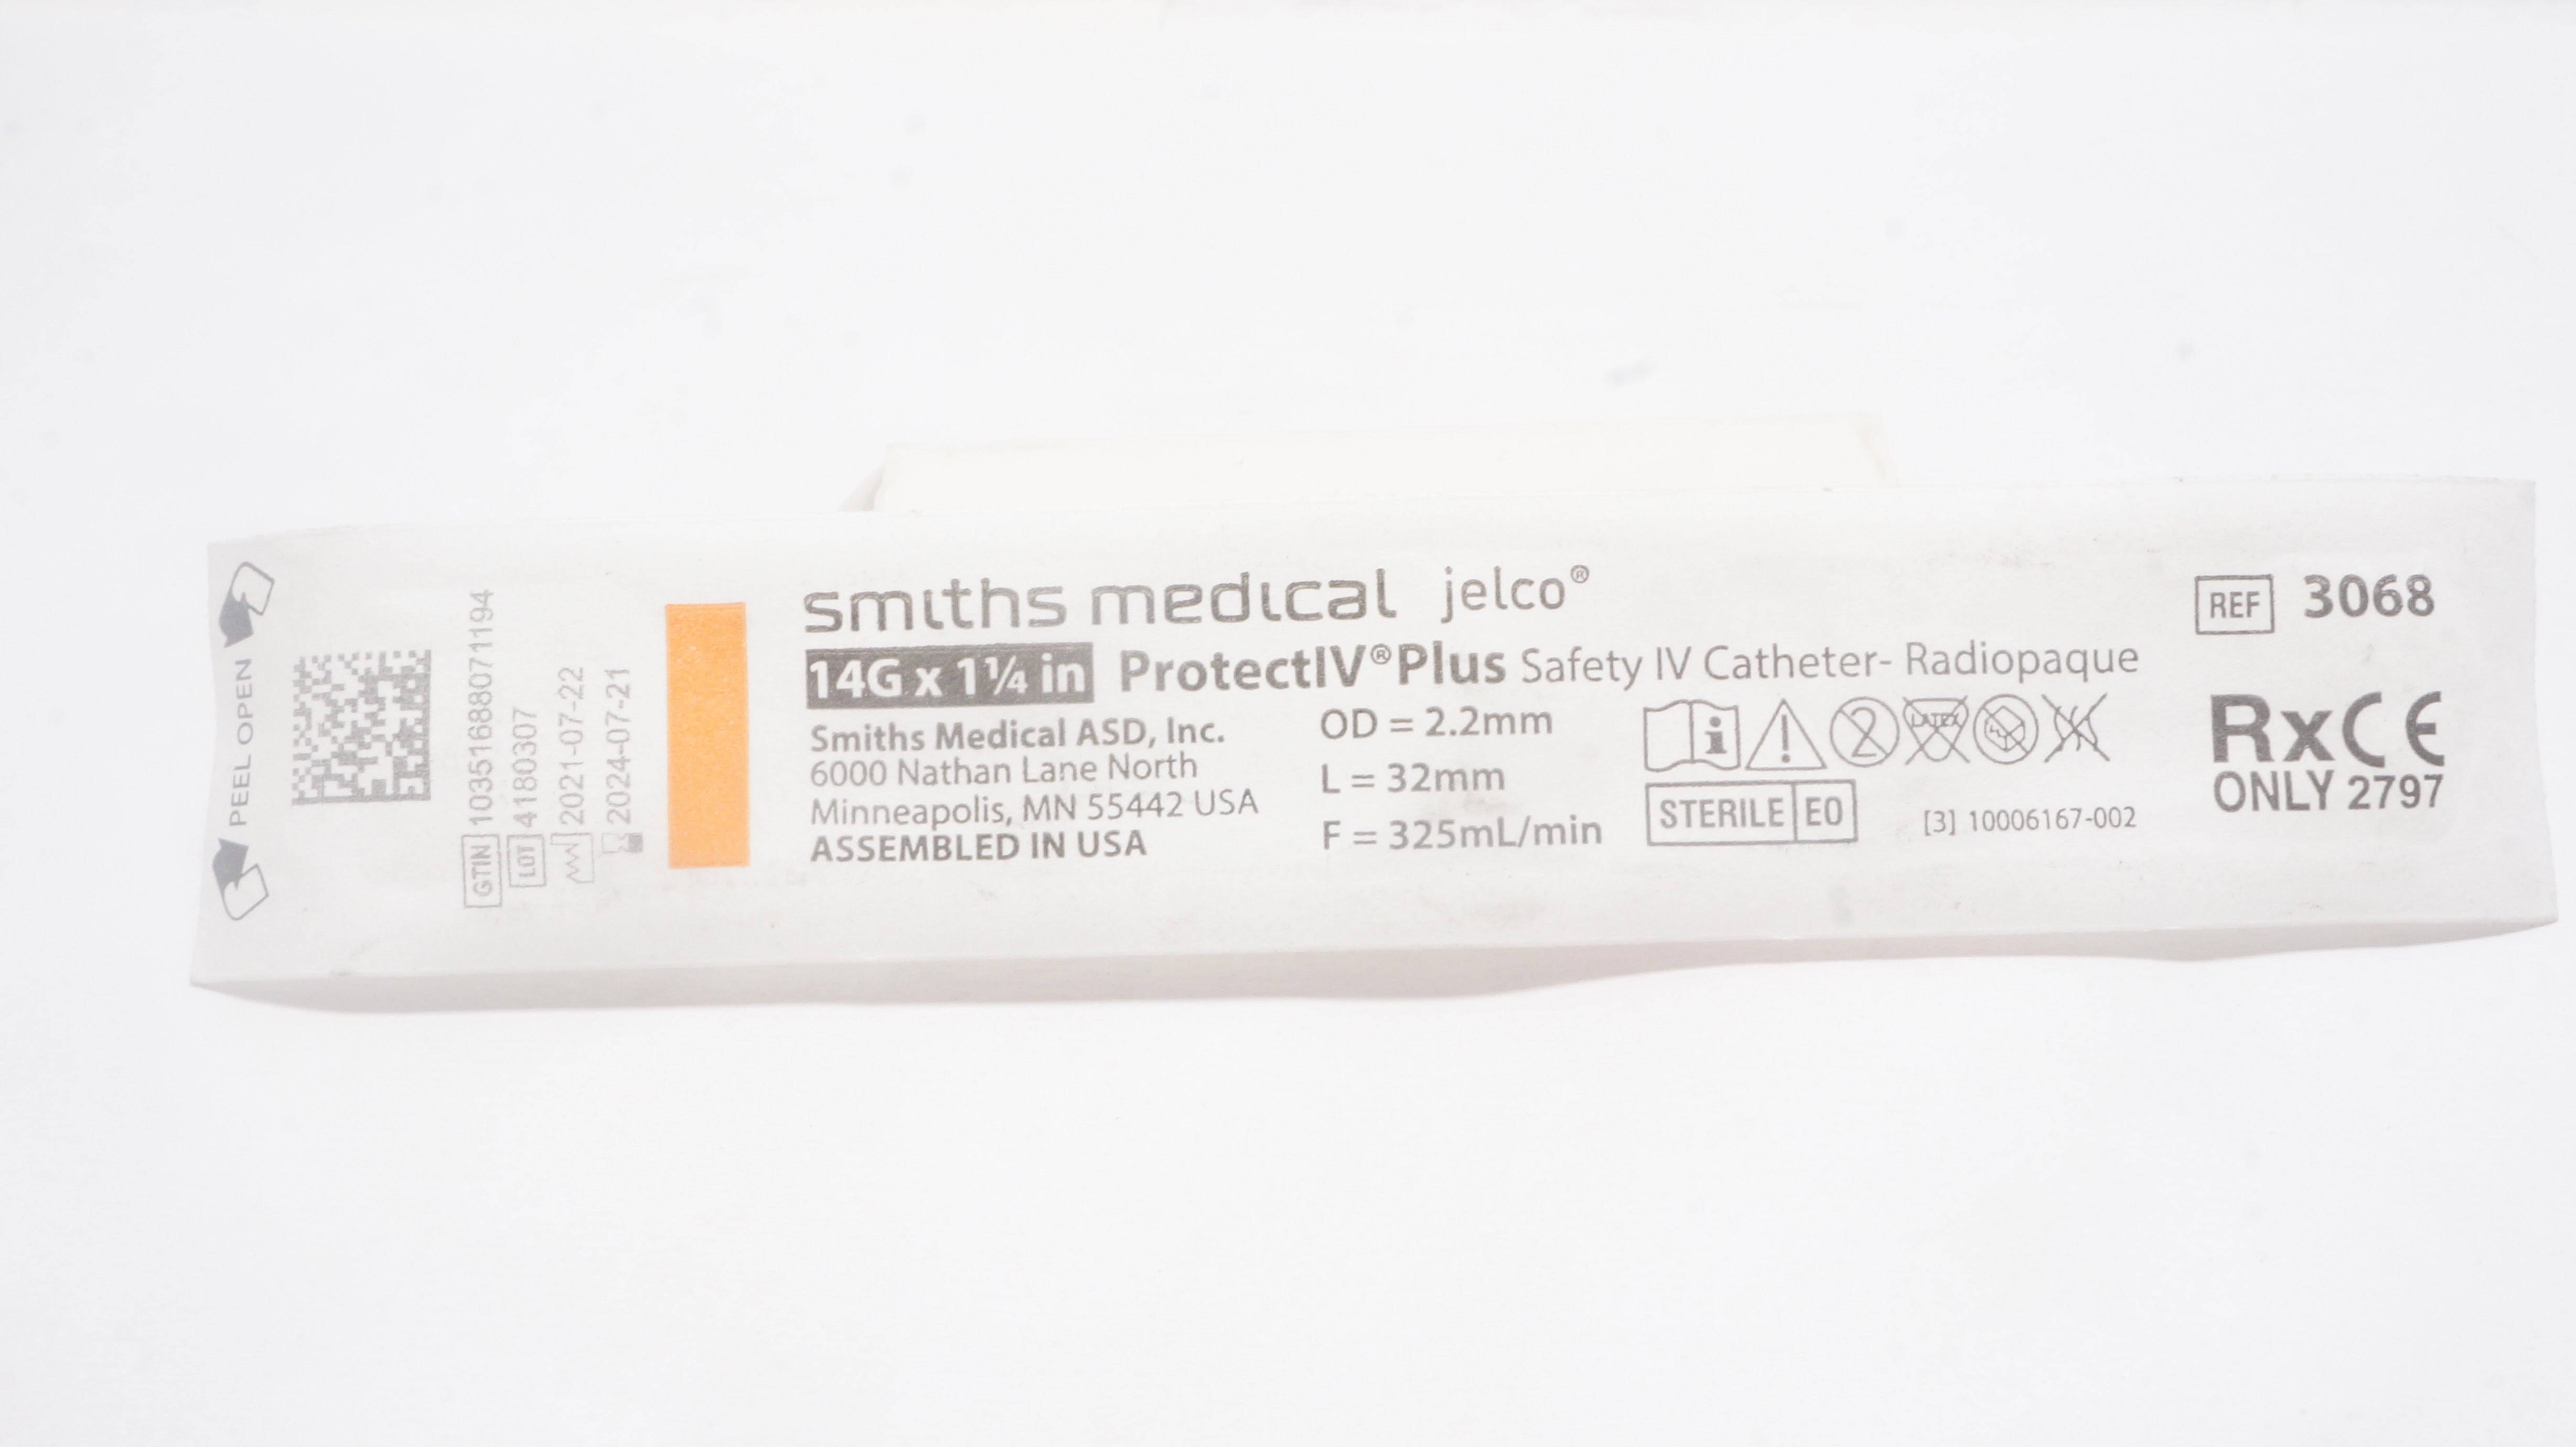 PEEL OPEN
GTIN 10351688071194
LOT 4180307
2021-07-22
2024-07-21
smiths medical jelco®
14G x 1¼ in ProtectIV® Plus Safety IV Catheter- Radiopaque
Smiths Medical ASD, Inc.
6000 Nathan Lane North
Minneapolis, MN 55442 USA
ASSEMBLED IN USA
OD = 2.2mm
L = 32mm
F = 325mL/min
2 LATEX
STERILE EO
[3] 10006167-002
REF 3068
Rx CE
ONLY 2797